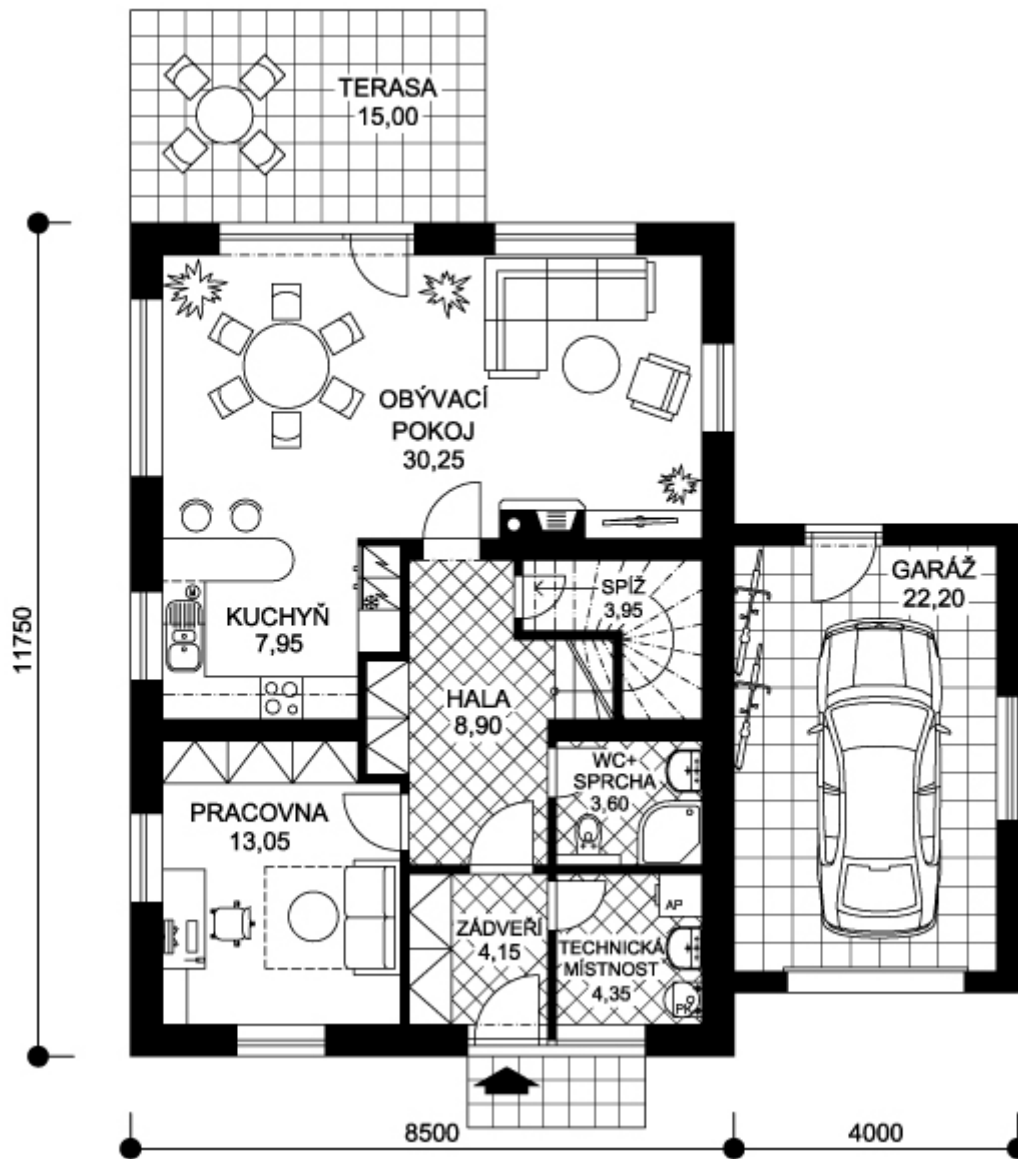 TERASA
15,00
OBÝVACÍ
POKOJ
30,25
GARÁŽ
22,20
SPÍŽ
3,95
KUCHYŇ
7,95
11750
HALA
8,90
WC+
SPRCHA
3,60
PRACOVNA
13,05
AP
ZÁDVEŘÍ
4,15
TECHNICKÁ
MÍSTNOST
4,35
PK
8500
4000